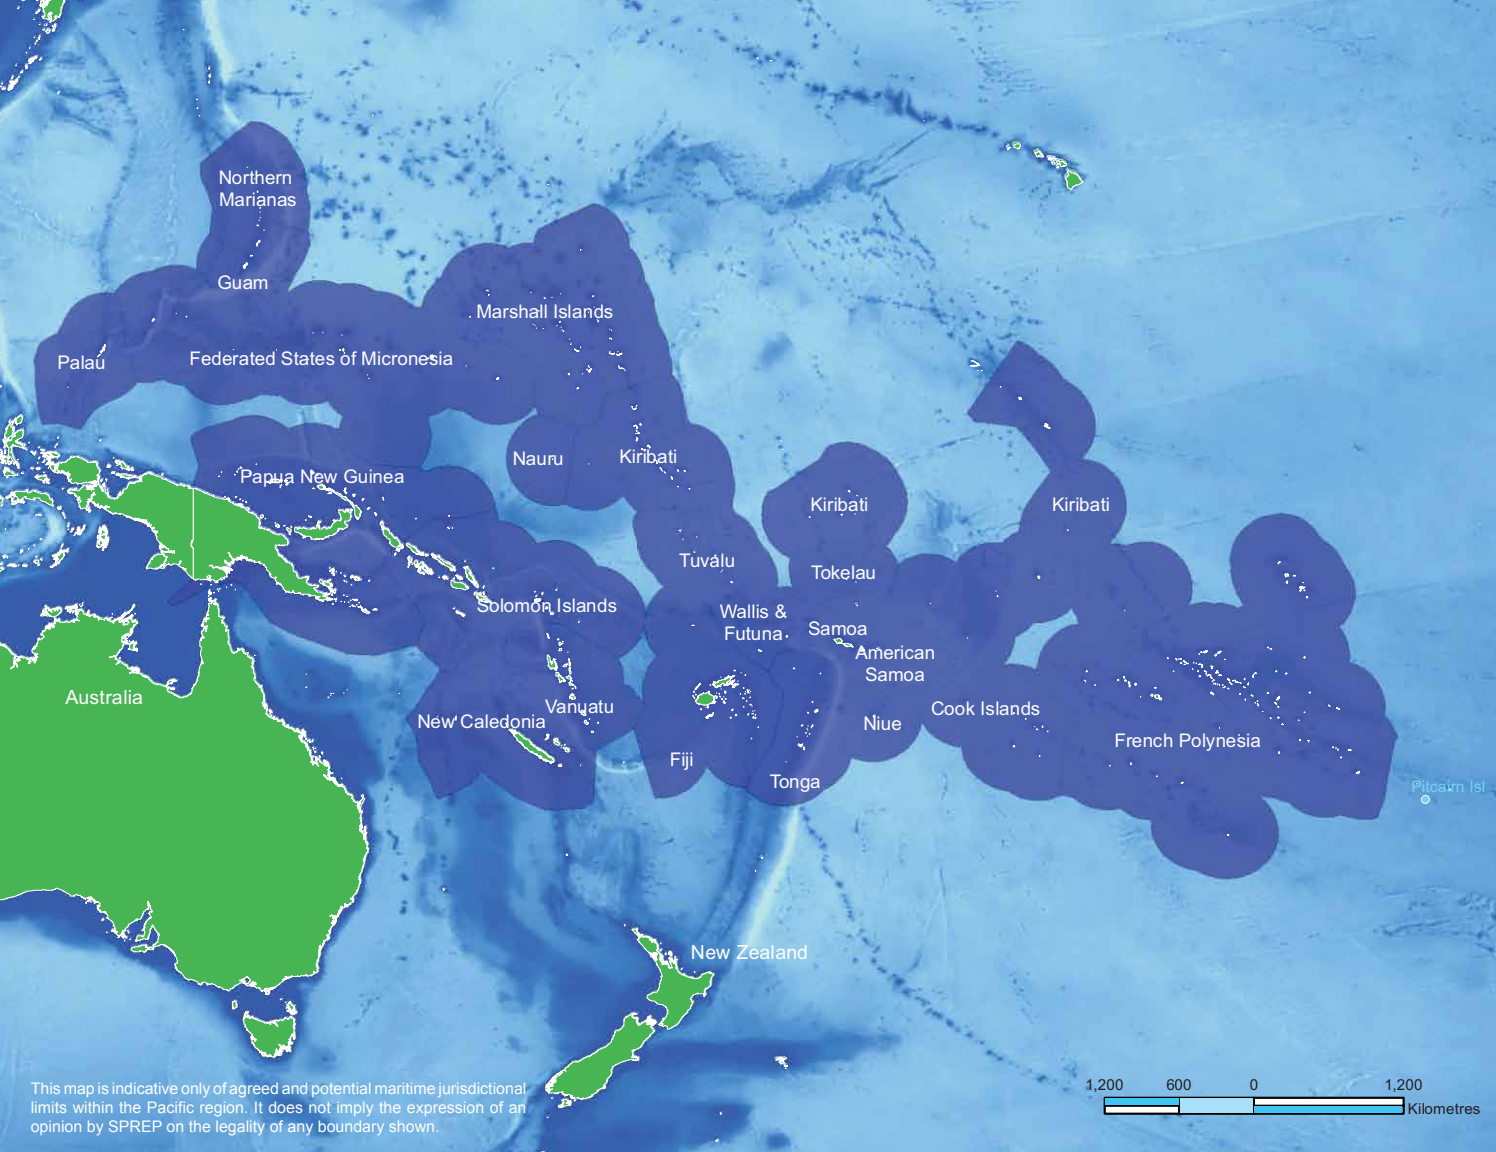 Northern
Marianas
Guam
Marshall Islands
Palau
Federated States of Micronesia
Nauru
Kiribati
Papua New Guinea
Kiribati
Kiribati
Tuvalu
Tokelau
Solomon Islands
Wallis &
Futuna
Samoa
American
Samoa
Australia
Vanuatu
New Caledonia
Niue
Cook Islands
French Polynesia
Fiji
Tonga
Pitcairn Isl
New Zealand
This map is indicative only of agreed and potential maritime jurisdictional
limits within the Pacific region. It does not imply the expression of an
opinion by SPREP on the legality of any boundary shown.
1,200 600 0 1,200
Kilometres